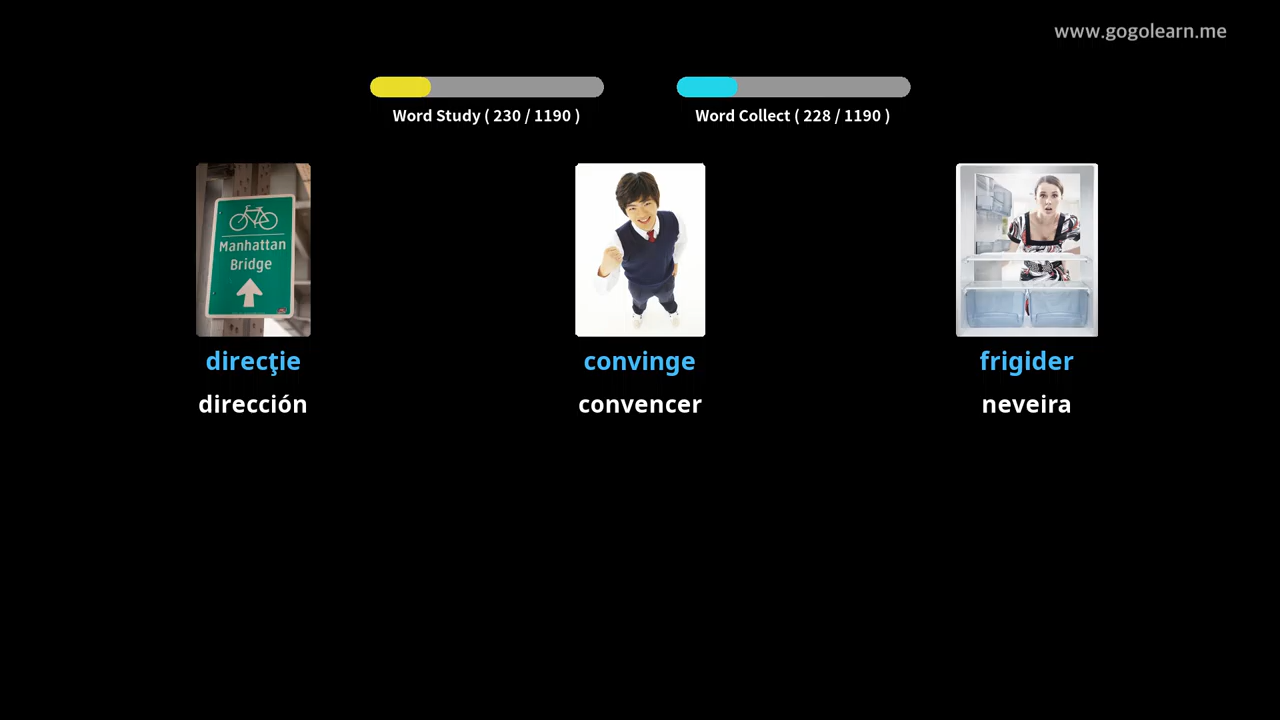 www.gogolearn.me
Word Study ( 230 / 1190 )
Word Collect ( 228 / 1190 )
Manhattan
Bridge
direcţie
convinge
frigider
dirección
convencer
neveira